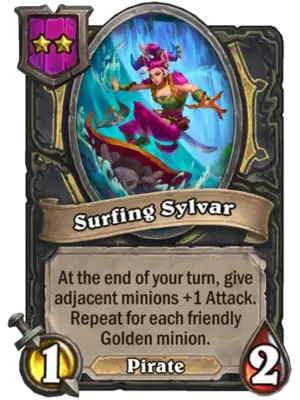 Surfing Sylvar
At the end of your turn, give
adjacent minions +1 Attack.
Repeat for each friendly
Golden minion.
1
Pirate
2